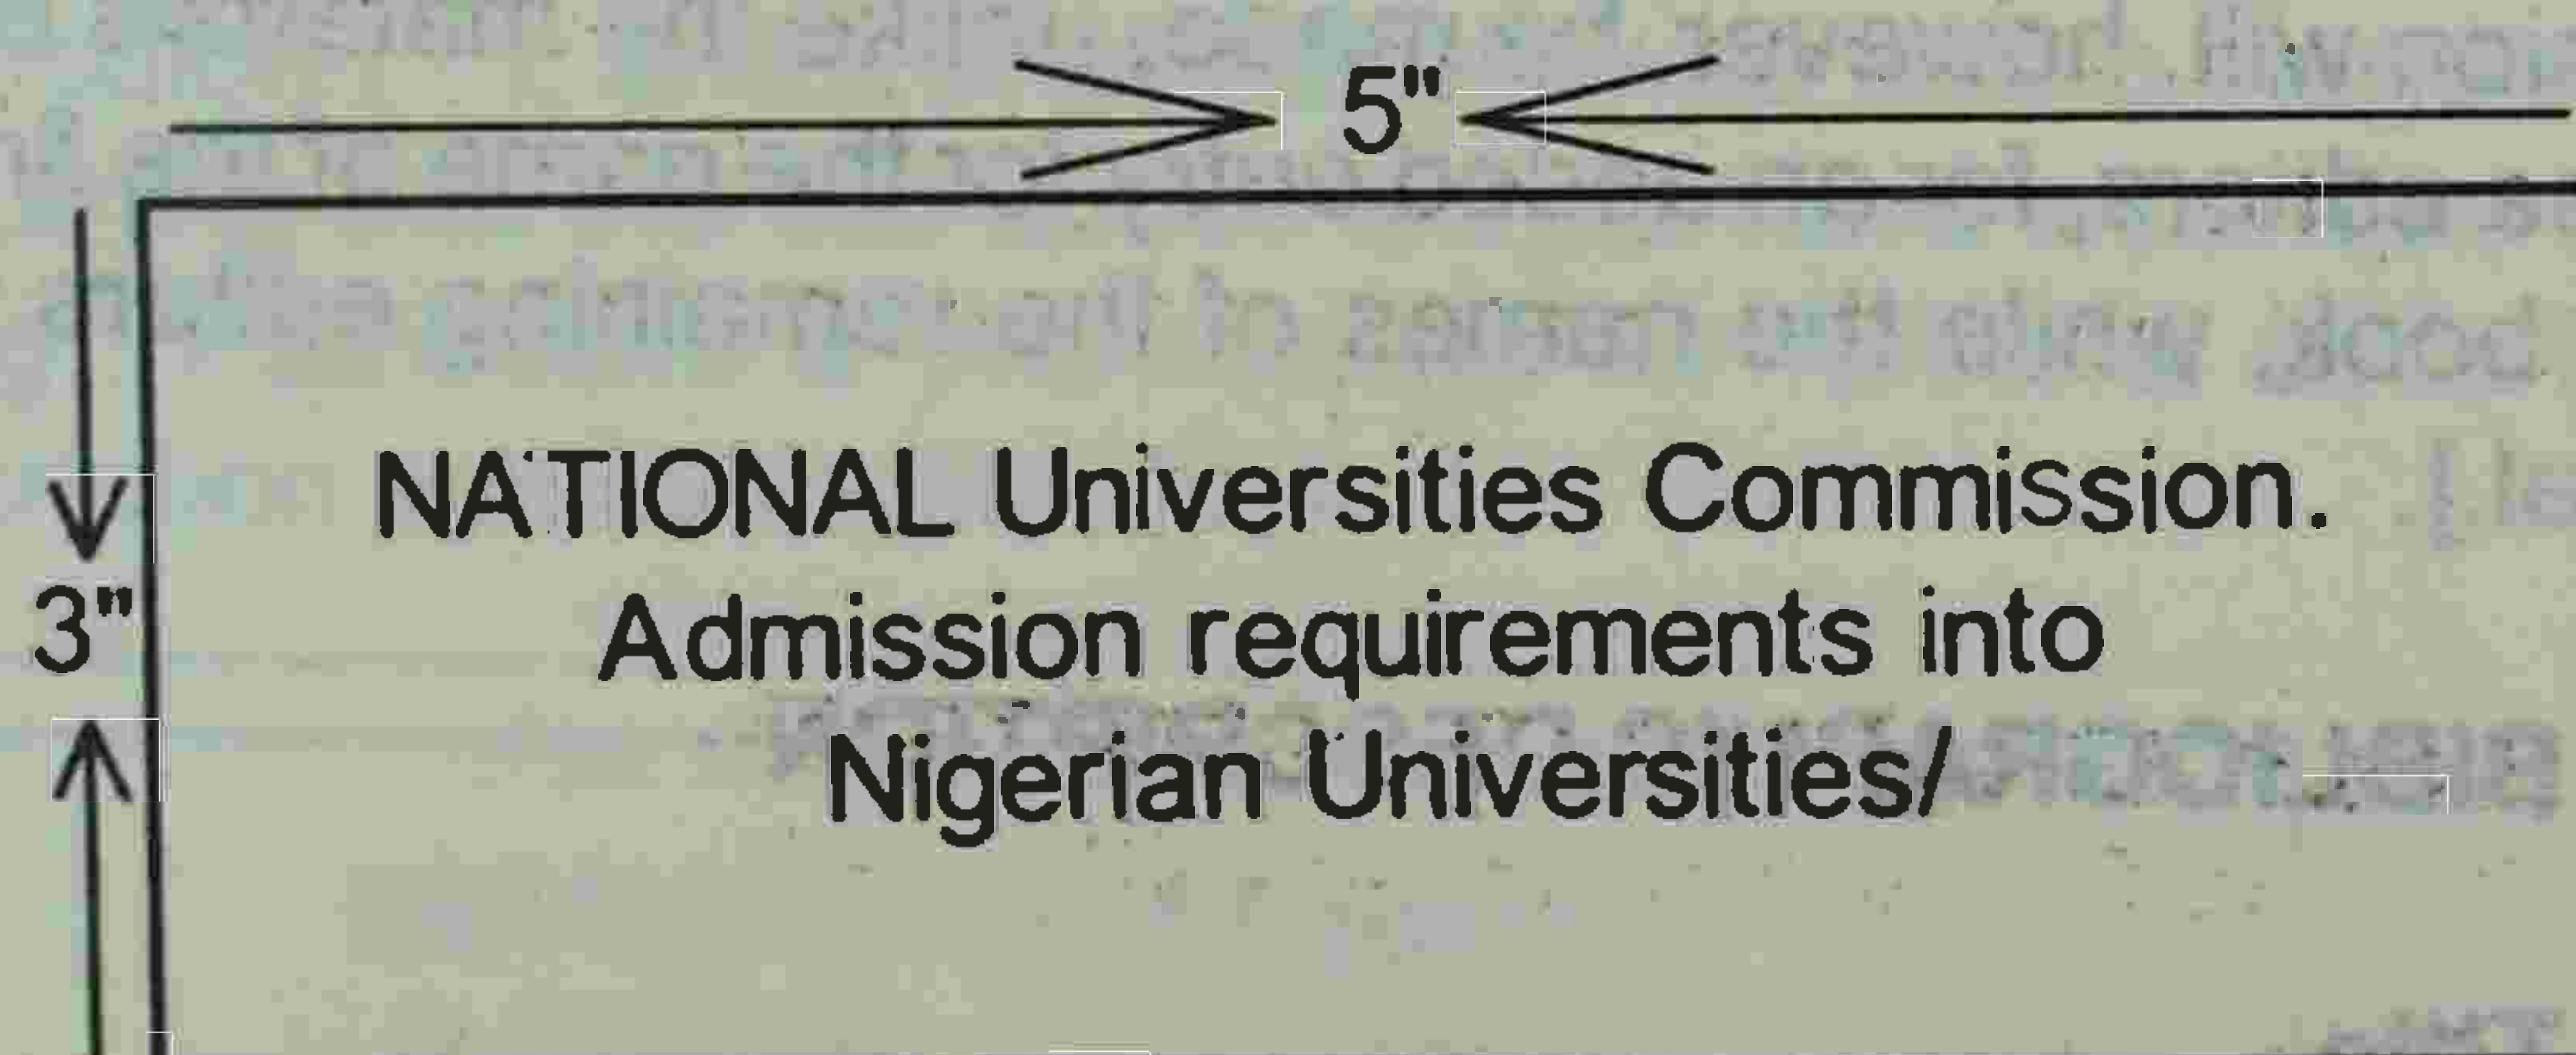 5"
NATIONAL Universities Commission.
3"
Admission requirements into
Nigerian Universities/